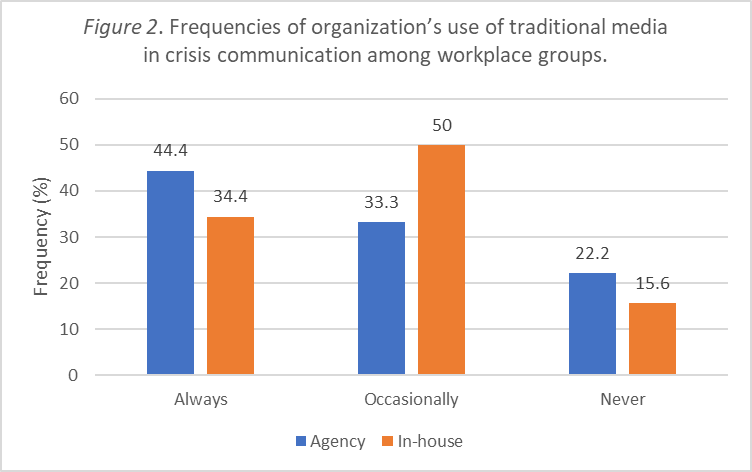 Figure 2. Frequencies of organization’s use of traditional media
in crisis communication among workplace groups.
Frequency (%)
60
50
40
30
20
10
0
44.4
34.4
33.3
50
22.2
15.6
Always Occasionally Never
Agency In-house